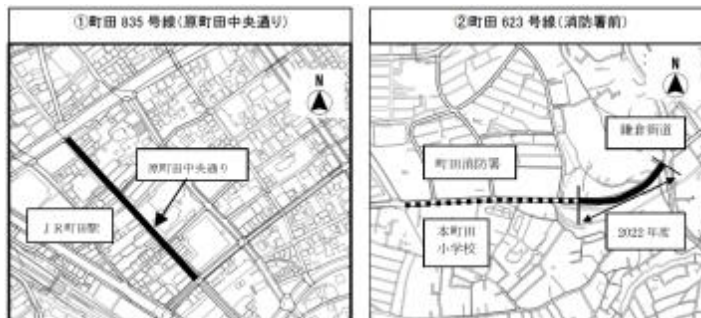 ①町田 835 号線(原町田中央通り)
N
原町田中央通り
JR町田駅
②町田 623 号線(消防署前)
N
鎌倉街道
町田消防署
本町田
小学校
2022 年度